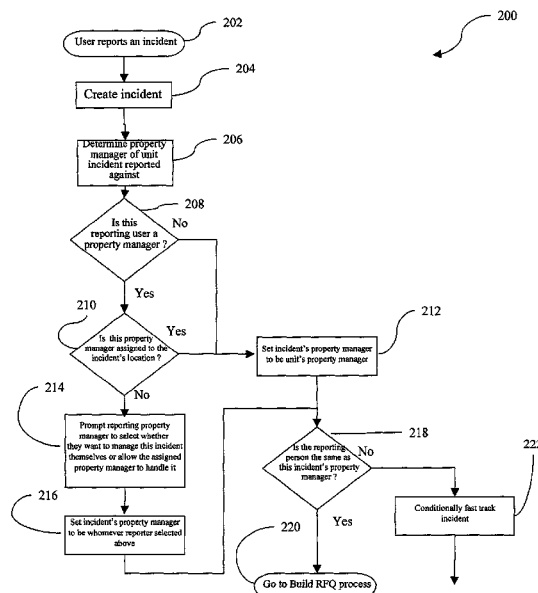 200
User reports an incident
202
Create incident
204
Determine property
manager of unit
incident reported
against
206
208
Is this
reporting user a
property manager ?
No
Yes
210
Is this property
manager assigned to the
incident's location ?
Yes
No
212
Set incident's property manager
to be unit's property manager
214
Prompt reporting property
manager to select whether
they want to manage this incident
themselves or allow the assigned
property manager to handle it
216
Set incident's property manager
to be whomever reporter selected
above
218
Is the reporting
person the same as
this incident's property
manager ?
No
Yes
Conditionally fast track
incident
220
Go to Build RFQ process